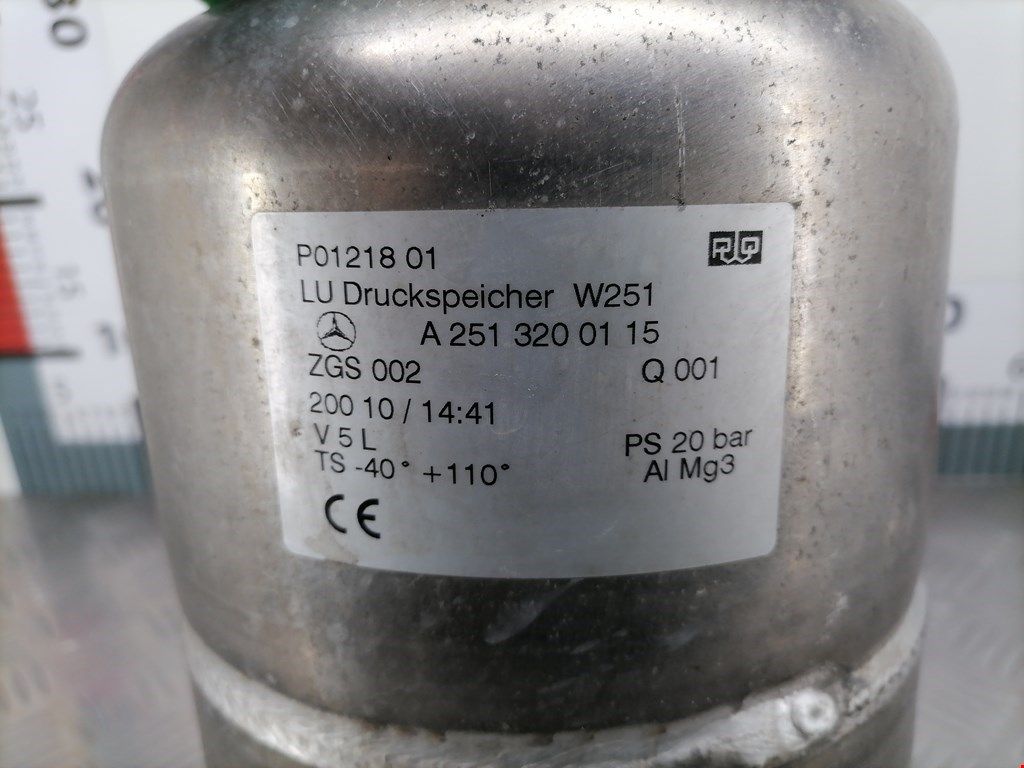 P01218 01
LU Druckspeicher W251
A 251 320 01 15
ZGS 002 Q 001
200 10 / 14:41
V 5 L PS 20 bar
TS -40° +110° Al Mg3
CE